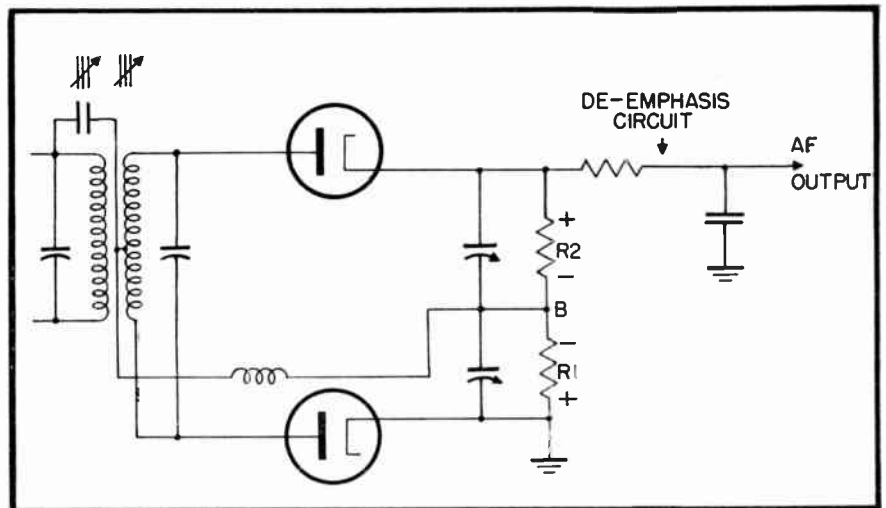 DE-EMPHASIS
CIRCUIT
AF
OUTPUT
+
R2
−
B
−
R1
+